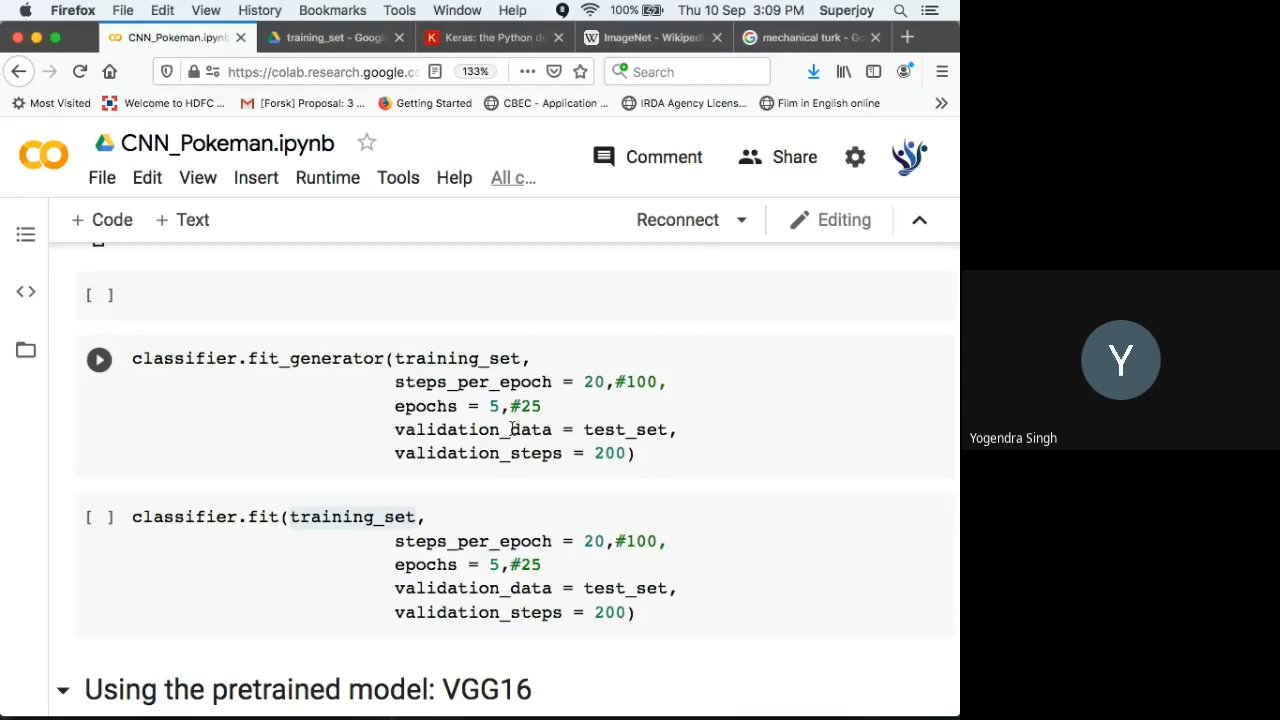 Firefox File Edit View History Bookmarks Tools Window Help 100% Thu 10 Sep 3:09 PM Superjoy
CNN_Pokeman.ipynb training_set - Google Keras: the Python de ImageNet - Wikipedi mechanical turk - Go
https://colab.research.google.co 133% Search
Most Visited Welcome to HDFC ... [Forsk] Proposal: 3 ... Getting Started CBEC - Application ... IRDA Agency Licens... Film in English online
CO CNN_Pokeman.ipynb
Comment Share
File Edit View Insert Runtime Tools Help All c...
+ Code + Text Reconnect Editing
[ ]
classifier.fit_generator(training_set,
steps_per_epoch = 20,#100,
epochs = 5,#25
validation_data = test_set,
validation_steps = 200)
[ ] classifier.fit(training_set,
steps_per_epoch = 20,#100,
epochs = 5,#25
validation_data = test_set,
validation_steps = 200)
Using the pretrained model: VGG16
Y
Yogendra Singh